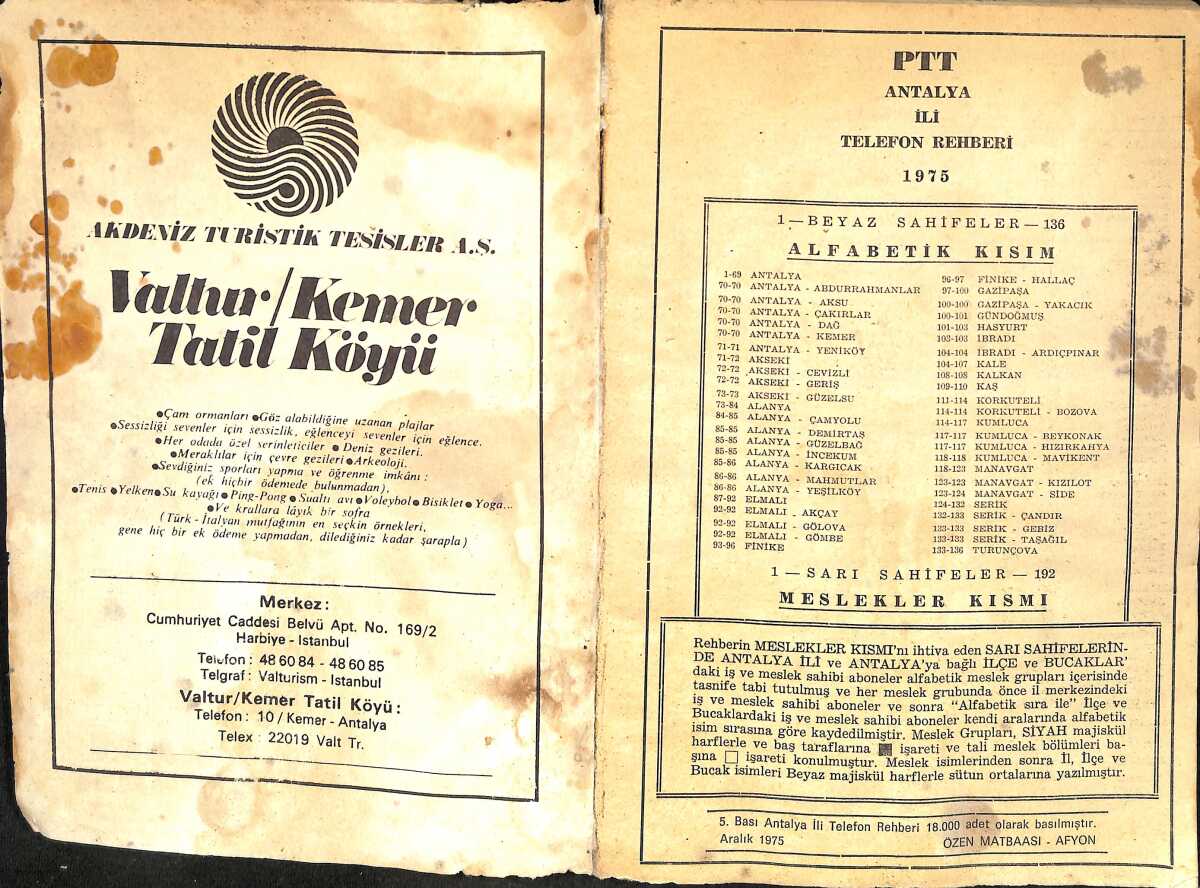 AKDENİZ TURİSTİK TESİSLER A.Ş.
Valtur/Kemer
Tatil Köyü
●Çam ormanları ●Göz alabildiğine uzanan plajlar
●Sessizliği sevenler için sessizlik, eğlenceyi sevenler için eğlence.
●Her odada özel serinleticiler ● Deniz gezileri.
●Meraklılar için çevre gezileri ●Arkeoloji.
●Sevdiğiniz sporları yapma ve öğrenme imkânı :
(ek hiçbir ödemede bulunmadan),
●Tenis ●Yelken●Su kayağı● Ping-Pong ● Sualtı avı ●Voleybol● Bisiklet● Yoga...
●Ve krallara lâyık bir sofra
(Türk - İtalyan mutfağının en seçkin örnekleri,
gene hiç bir ek ödeme yapmadan, dilediğiniz kadar şarapla)
Merkez:
Cumhuriyet Caddesi Belvü Apt. No. 169/2
Harbiye - Istanbul
Telefon : 48 60 84 - 48 60 85
Telgraf : Valturism - Istanbul
Valtur/Kemer Tatil Köyü :
Telefon : 10 / Kemer - Antalya
Telex : 22019 Valt Tr.
PTT
ANTALYA
İLİ
TELEFON REHBERİ
1975
1 — BEYAZ SAHİFELER — 136
ALFABETİK KISIM
1-69 ANTALYA
70-70 ANTALYA - ABDURRAHMANLAR
70-70 ANTALYA - AKSU
70-70 ANTALYA - ÇAKIRLAR
70-70 ANTALYA - DAĞ
70-70 ANTALYA - KEMER
71-71 ANTALYA - YENİKÖY
71-72 AKSEKİ
72-72 AKSEKİ - CEVİZLİ
72-72 AKSEKİ - GERİŞ
73-73 AKSEKİ - GÜZELSU
73-84 ALANYA
84-85 ALANYA - ÇAMYOLU
85-85 ALANYA - DEMİRTAŞ
85-85 ALANYA - GÜZELBAĞ
85-85 ALANYA - İNCEKUM
85-86 ALANYA - KARGICAK
86-86 ALANYA - MAHMUTLAR
86-86 ALANYA - YEŞİLKÖY
87-92 ELMALI
92-92 ELMALI - AKÇAY
92-92 ELMALI - GÖLOVA
92-92 ELMALI - GÖMBE
93-96 FİNİKE
96-97 FİNİKE - HALLAÇ
97-100 GAZİPAŞA
100-100 GAZİPAŞA - YAKACIK
100-101 GÜNDOĞMUŞ
101-103 HASYURT
103-103 İBRADI
104-104 İBRADI - ARDIÇPINAR
104-107 KALE
108-108 KALKAN
109-110 KAŞ
111-114 KORKUTELİ
114-114 KORKUTELİ - BOZOVA
114-117 KUMLUCA
117-117 KUMLUCA - BEYKONAK
117-117 KUMLUCA - HIZIRKAHYA
118-118 KUMLUCA - MAVİKENT
118-123 MANAVGAT
123-123 MANAVGAT - KIZILOT
123-124 MANAVGAT - SİDE
124-132 SERİK
132-133 SERİK - ÇANDIR
133-133 SERİK - GEBİZ
133-133 SERİK - TAŞAĞIL
133-136 TURUNÇOVA
1 — SARI SAHİFELER — 192
MESLEKLER KISMI
Rehberin MESLEKLER KISMI'nı ihtiva eden SARI SAHİFELERİN-
DE ANTALYA İLİ ve ANTALYA'ya bağlı İLÇE ve BUCAKLAR'
daki iş ve meslek sahibi aboneler alfabetik meslek grupları içerisinde
tasnife tabi tutulmuş ve her meslek grubunda önce il merkezindeki
iş ve meslek sahibi aboneler ve sonra "Alfabetik sıra ile" İlçe ve
Bucaklardaki iş ve meslek sahibi aboneler kendi aralarında alfabetik
isim sırasına göre kaydedilmiştir. Meslek Grupları, SİYAH majiskül
harflerle ve baş taraflarına ■ işareti ve tali meslek bölümleri ba-
şına □ işareti konulmuştur. Meslek isimlerinden sonra İl, İlçe ve
Bucak isimleri Beyaz majiskül harflerle sütun ortalarına yazılmıştır.
5. Bası Antalya İli Telefon Rehberi 18.000 adet olarak basılmıştır.
Aralık 1975 ÖZEN MATBAASI - AFYON